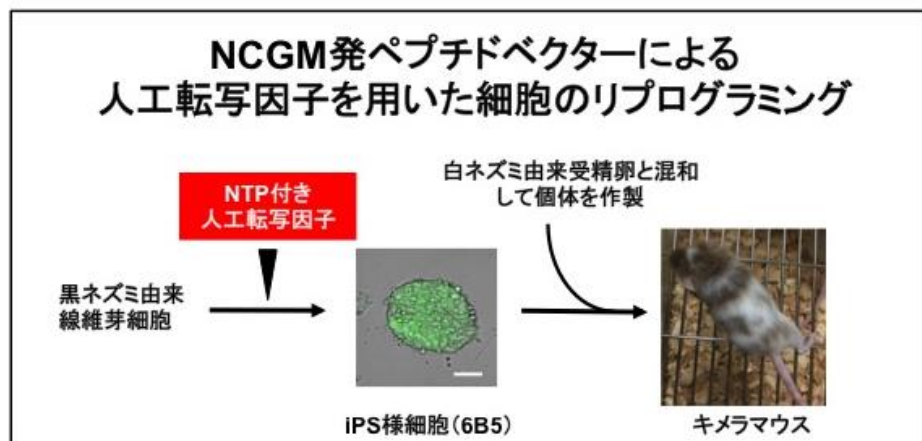 NCGM発ペプチドベクターによる
人工転写因子を用いた細胞のリプログラミング
NTP付き
人工転写因子
白ネズミ由来受精卵と混和
して個体を作製
黒ネズミ由来
線維芽細胞
iPS様細胞(6B5)
キメラマウス